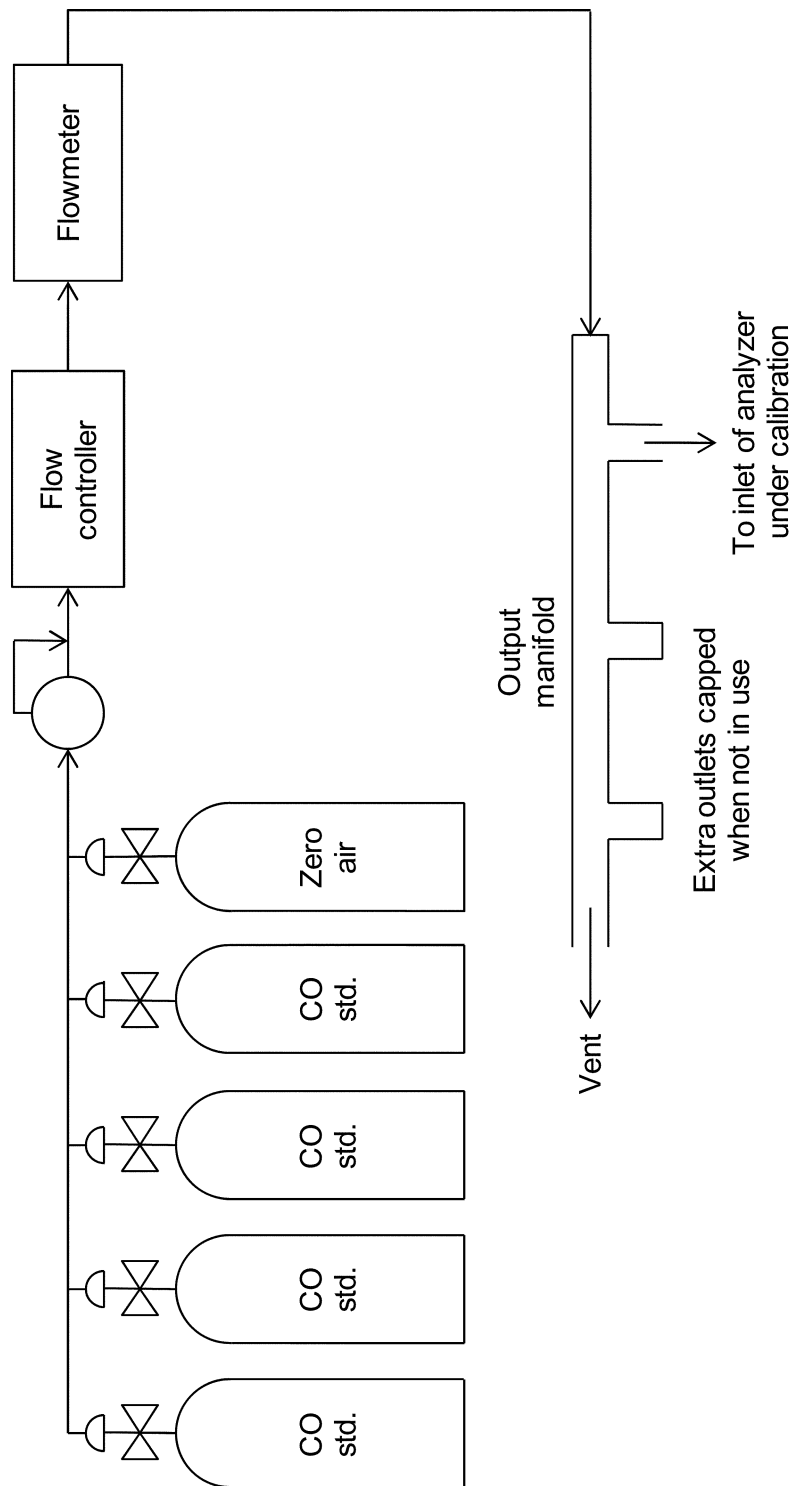 Flowmeter
Flow
controller
Zero
air
CO
std.
CO
std.
CO
std.
CO
std.
Output
manifold
To inlet of analyzer
under calibration
Extra outlets capped
when not in use
Vent